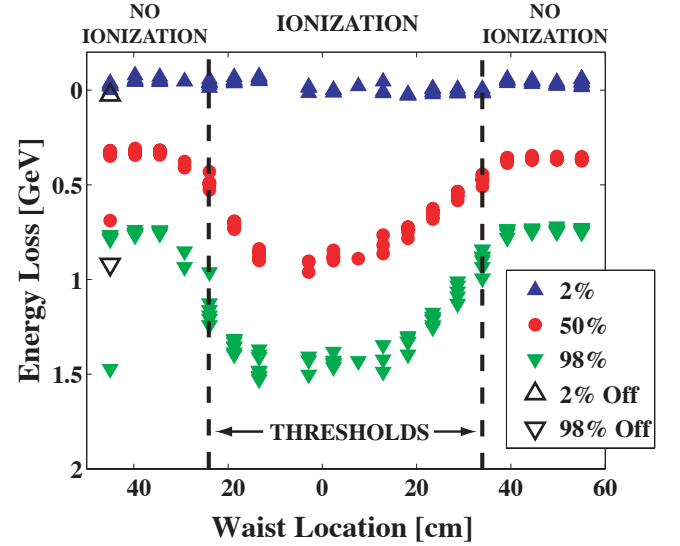 NO IONIZATION
IONIZATION
NO IONIZATION
Energy Loss [GeV]
0
0.5
1
1.5
2
2%
50%
98%
2% Off
98% Off
THRESHOLDS
40
20
0
20
40
60
Waist Location [cm]